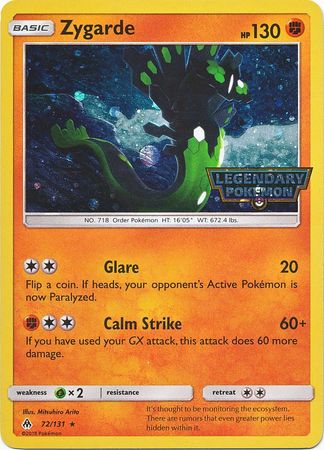 BASIC Zygarde HP 130
LEGENDARY
POKÉMON
NO. 718 Order Pokémon HT: 16'05" WT: 672.4 lbs.
Glare 20
Flip a coin. If heads, your opponent's Active Pokémon is
now Paralyzed.
Calm Strike 60+
If you have used your GX attack, this attack does 60 more
damage.
weakness ×2 resistance retreat
Illus. Mitsuhiro Arita
72/131 ★
©2018 Pokémon
It's thought to be monitoring the ecosystem.
There are rumors that even greater power lies
hidden within it.